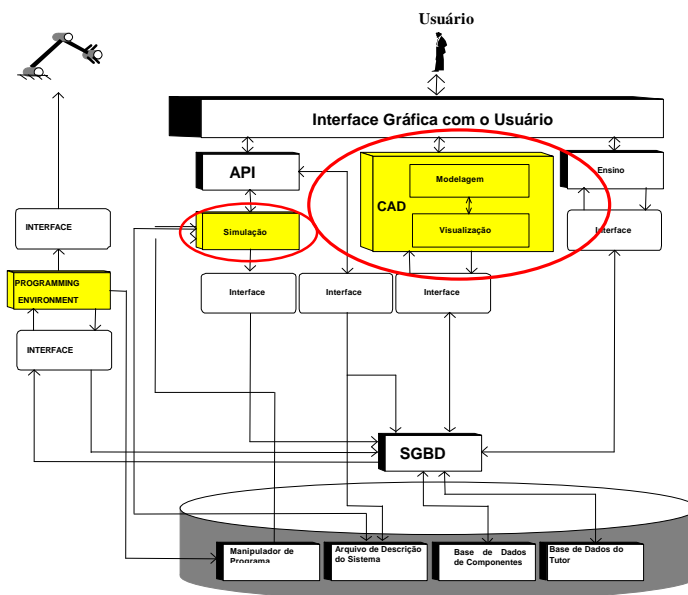 Usuário
Interface Gráfica com o Usuário
API
Modelagem
CAD
Visualização
Ensino
Simulação
INTERFACE
Interface
PROGRAMMING
ENVIRONMENT
Interface
Interface
Interface
INTERFACE
SGBD
Manipulador de
Programa
Arquivo de Descrição
do Sistema
Base de Dados
de Componentes
Base de Dados do
Tutor